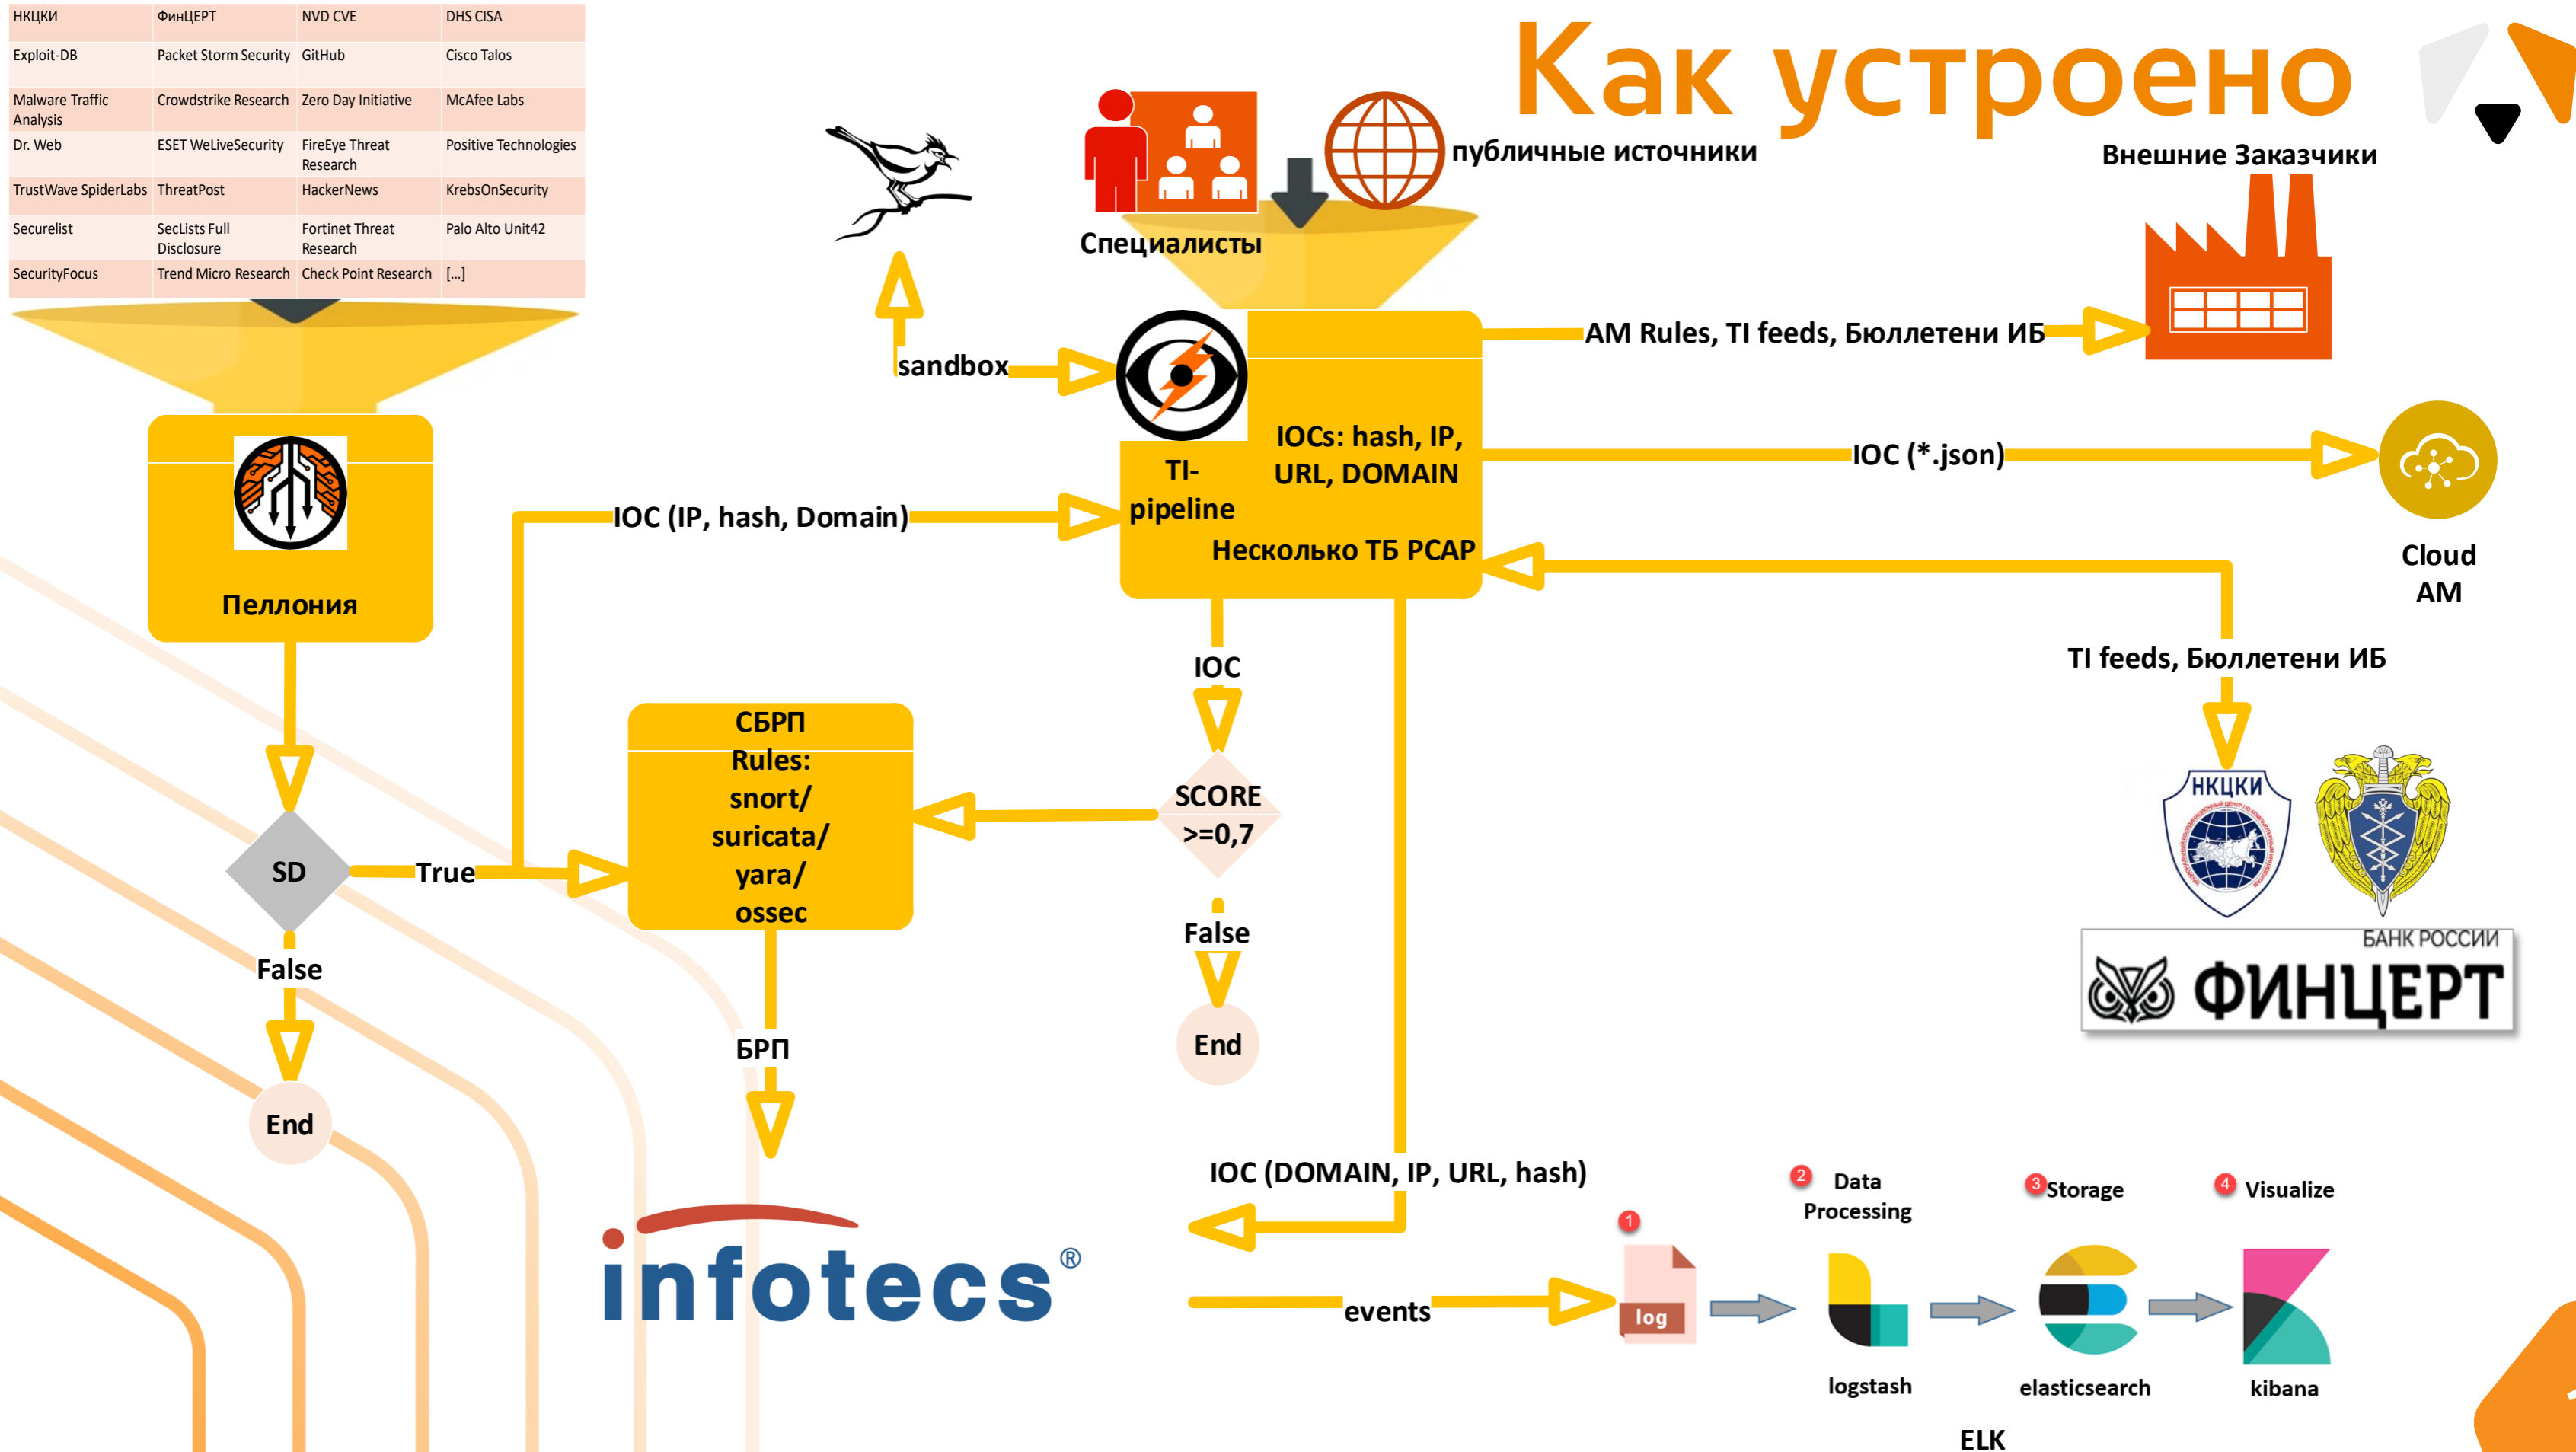 Как устроено
НКЦКИ
ФинЦЕРТ
NVD CVE
DHS CISA
Exploit-DB
Packet Storm Security
GitHub
Cisco Talos
Malware Traffic
Analysis
Crowdstrike Research
Zero Day Initiative
McAfee Labs
Dr. Web
ESET WeLiveSecurity
FireEye Threat
Research
Positive Technologies
TrustWave SpiderLabs
ThreatPost
HackerNews
KrebsOnSecurity
Securelist
SecLists Full
Disclosure
Fortinet Threat
Research
Palo Alto Unit42
SecurityFocus
Trend Micro Research
Check Point Research
[...]
публичные источники
Специалисты
Внешние Заказчики
sandbox
AM Rules, TI feeds, Бюллетени ИБ
IOCs: hash, IP,
URL, DOMAIN
TI-
pipeline
Несколько ТБ PCAP
IOC (*.json)
Cloud
AM
IOC (IP, hash, Domain)
Пеллония
TI feeds, Бюллетени ИБ
IOC
СБРП
Rules:
snort/
suricata/
yara/
ossec
SCORE
>=0,7
SD
True
False
False
End
End
БРП
НКЦКИ
БАНК РОССИИ
ФИНЦЕРТ
IOC (DOMAIN, IP, URL, hash)
infotecs®
events
1
log
2
Data
Processing
3
Storage
4
Visualize
logstash
elasticsearch
kibana
ELK